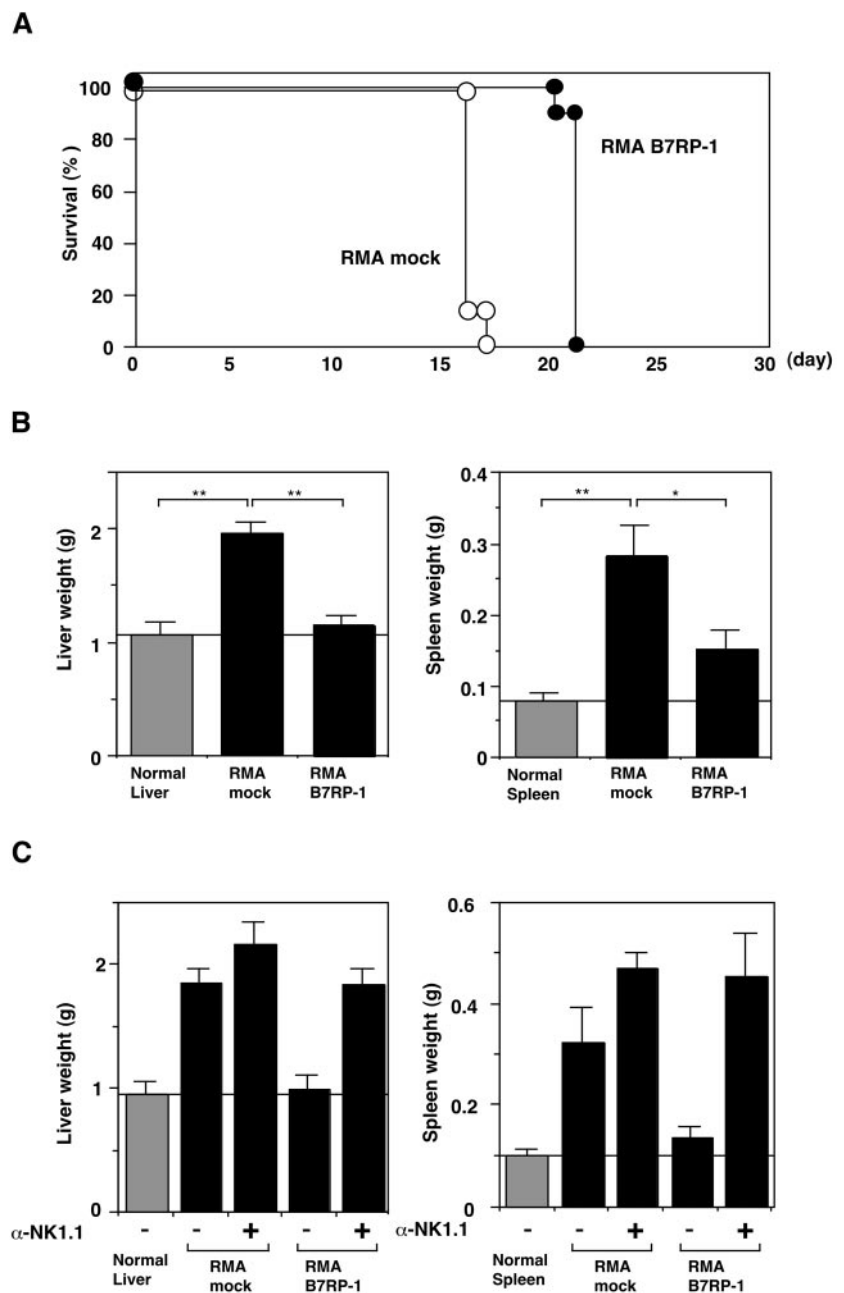 A
Survival (% )
100
80
60
40
20
0
RMA B7RP-1
RMA mock
0 5 10 15 20 25 30 (day)
B
Liver weight (g)
2
1
0
**
**
Normal Liver
RMA mock
RMA B7RP-1
Spleen weight (g)
0.4
0.3
0.2
0.1
0
**
*
Normal Spleen
RMA mock
RMA B7RP-1
C
Liver weight (g)
2
1
0
α-NK1.1 - - + - +
Normal Liver
RMA mock
RMA B7RP-1
Spleen weight (g)
0.6
0.4
0.2
0
α-NK1.1 - - + - +
Normal Spleen
RMA mock
RMA B7RP-1